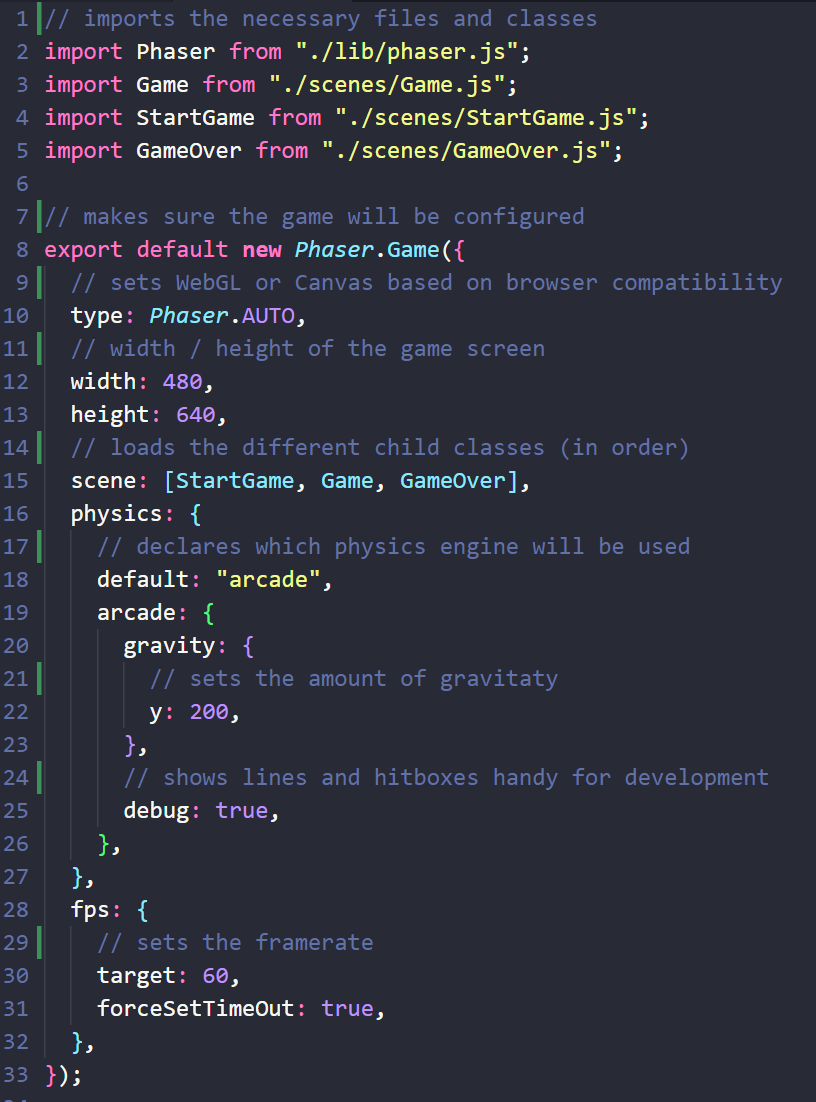 1 // imports the necessary files and classes
2 import Phaser from "./lib/phaser.js";
3 import Game from "./scenes/Game.js";
4 import StartGame from "./scenes/StartGame.js";
5 import GameOver from "./scenes/GameOver.js";
6
7 // makes sure the game will be configured
8 export default new Phaser.Game({
9   // sets WebGL or Canvas based on browser compatibility
10   type: Phaser.AUTO,
11   // width / height of the game screen
12   width: 480,
13   height: 640,
14   // loads the different child classes (in order)
15   scene: [StartGame, Game, GameOver],
16   physics: {
17     // declares which physics engine will be used
18     default: "arcade",
19     arcade: {
20       gravity: {
21         // sets the amount of gravitaty
22         y: 200,
23       },
24       // shows lines and hitboxes handy for development
25       debug: true,
26     },
27   },
28   fps: {
29     // sets the framerate
30     target: 60,
31     forceSetTimeOut: true,
32   },
33 });